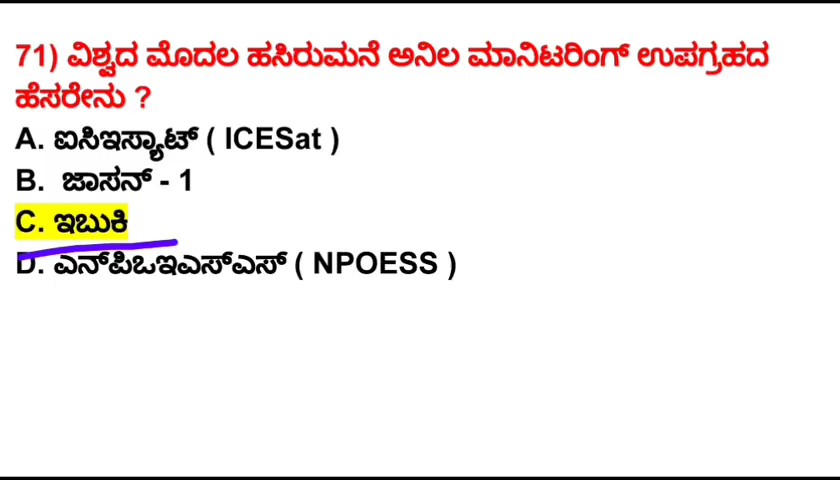 71) ವಿಶ್ವದ ಮೊದಲ ಹಸಿರುಮನೆ ಅನಿಲ ಮಾನಿಟರಿಂಗ್ ಉಪಗ್ರಹದ
ಹೆಸರೇನು ?
A. ಐಸಿಇಸ್ಯಾಟ್ ( ICESat )
B. ಜಾಸನ್ - 1
C. ಇಬುಕಿ
D. ಎನ್‌ಪಿಒಇಎಸ್‌ಎಸ್ ( NPOESS )